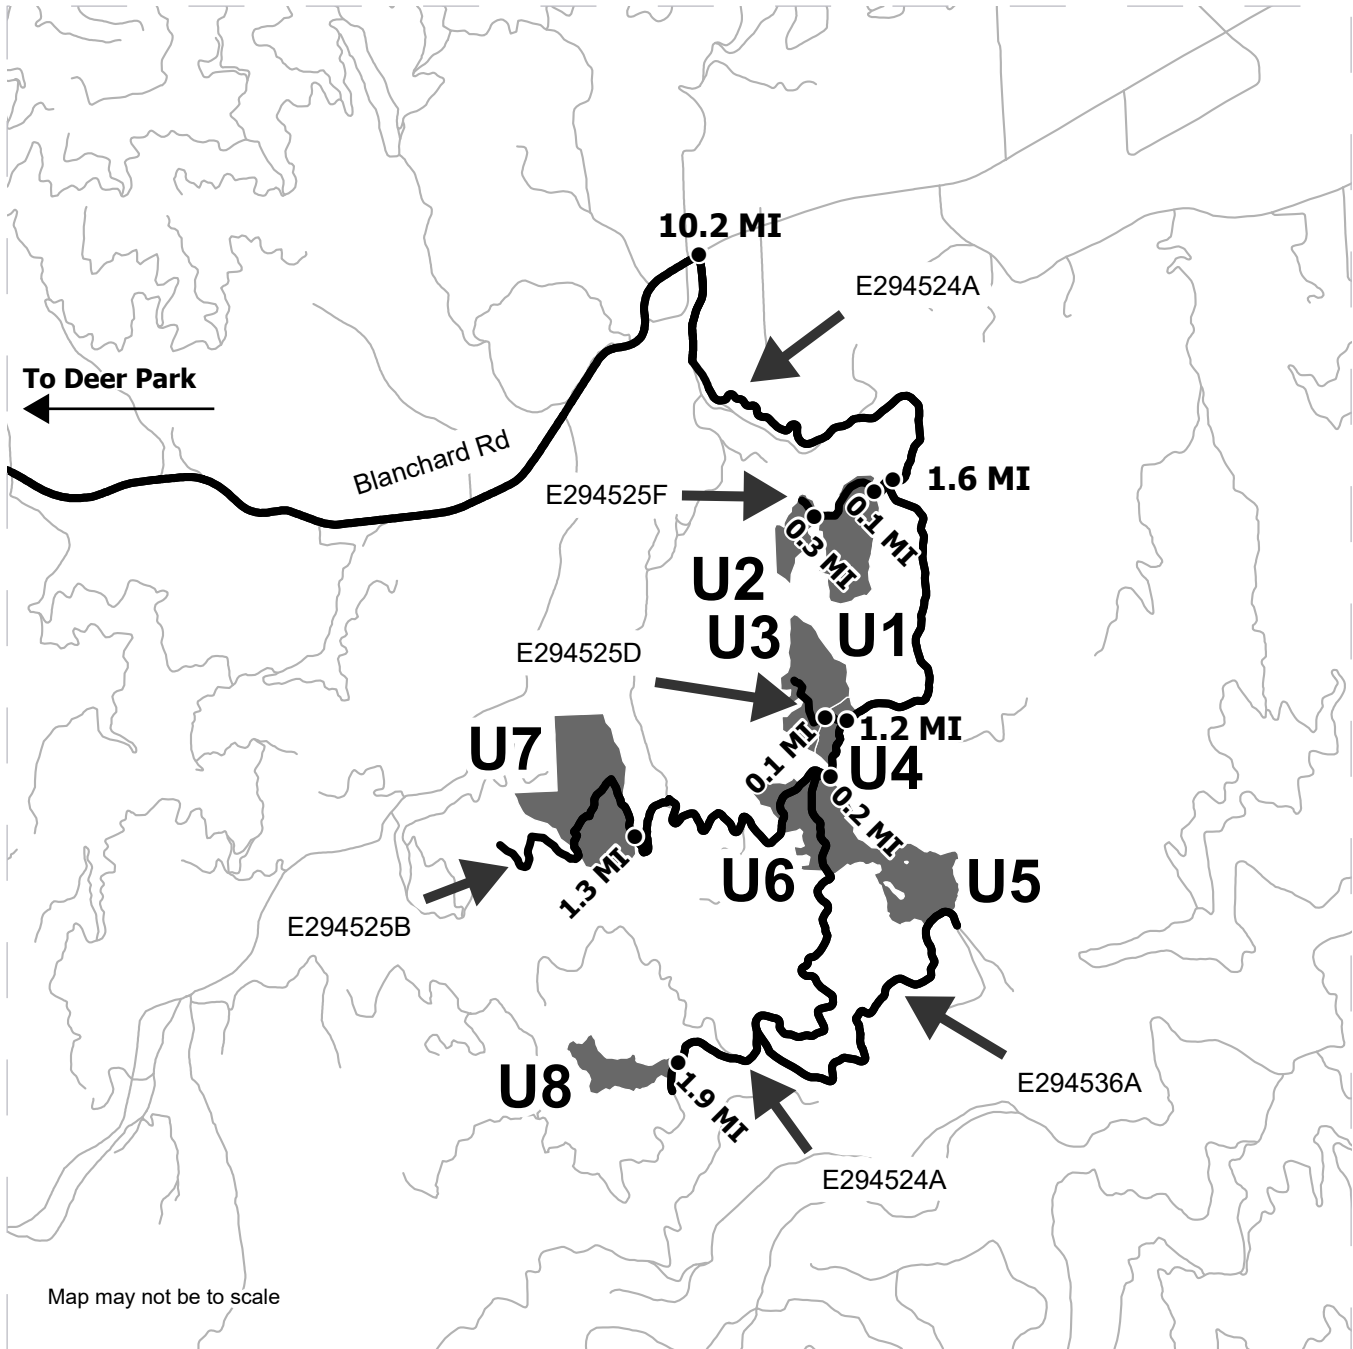 10.2 MI
E294524A
To Deer Park
Blanchard Rd
E294525F
1.6 MI
0.1 MI
0.3 MI
U2
U3
U1
E294525D
1.2 MI
0.1 MI
U7
U4
0.2 MI
U6
U5
1.3 MI
E294525B
U8
1.9 MI
E294536A
E294524A
Map may not be to scale